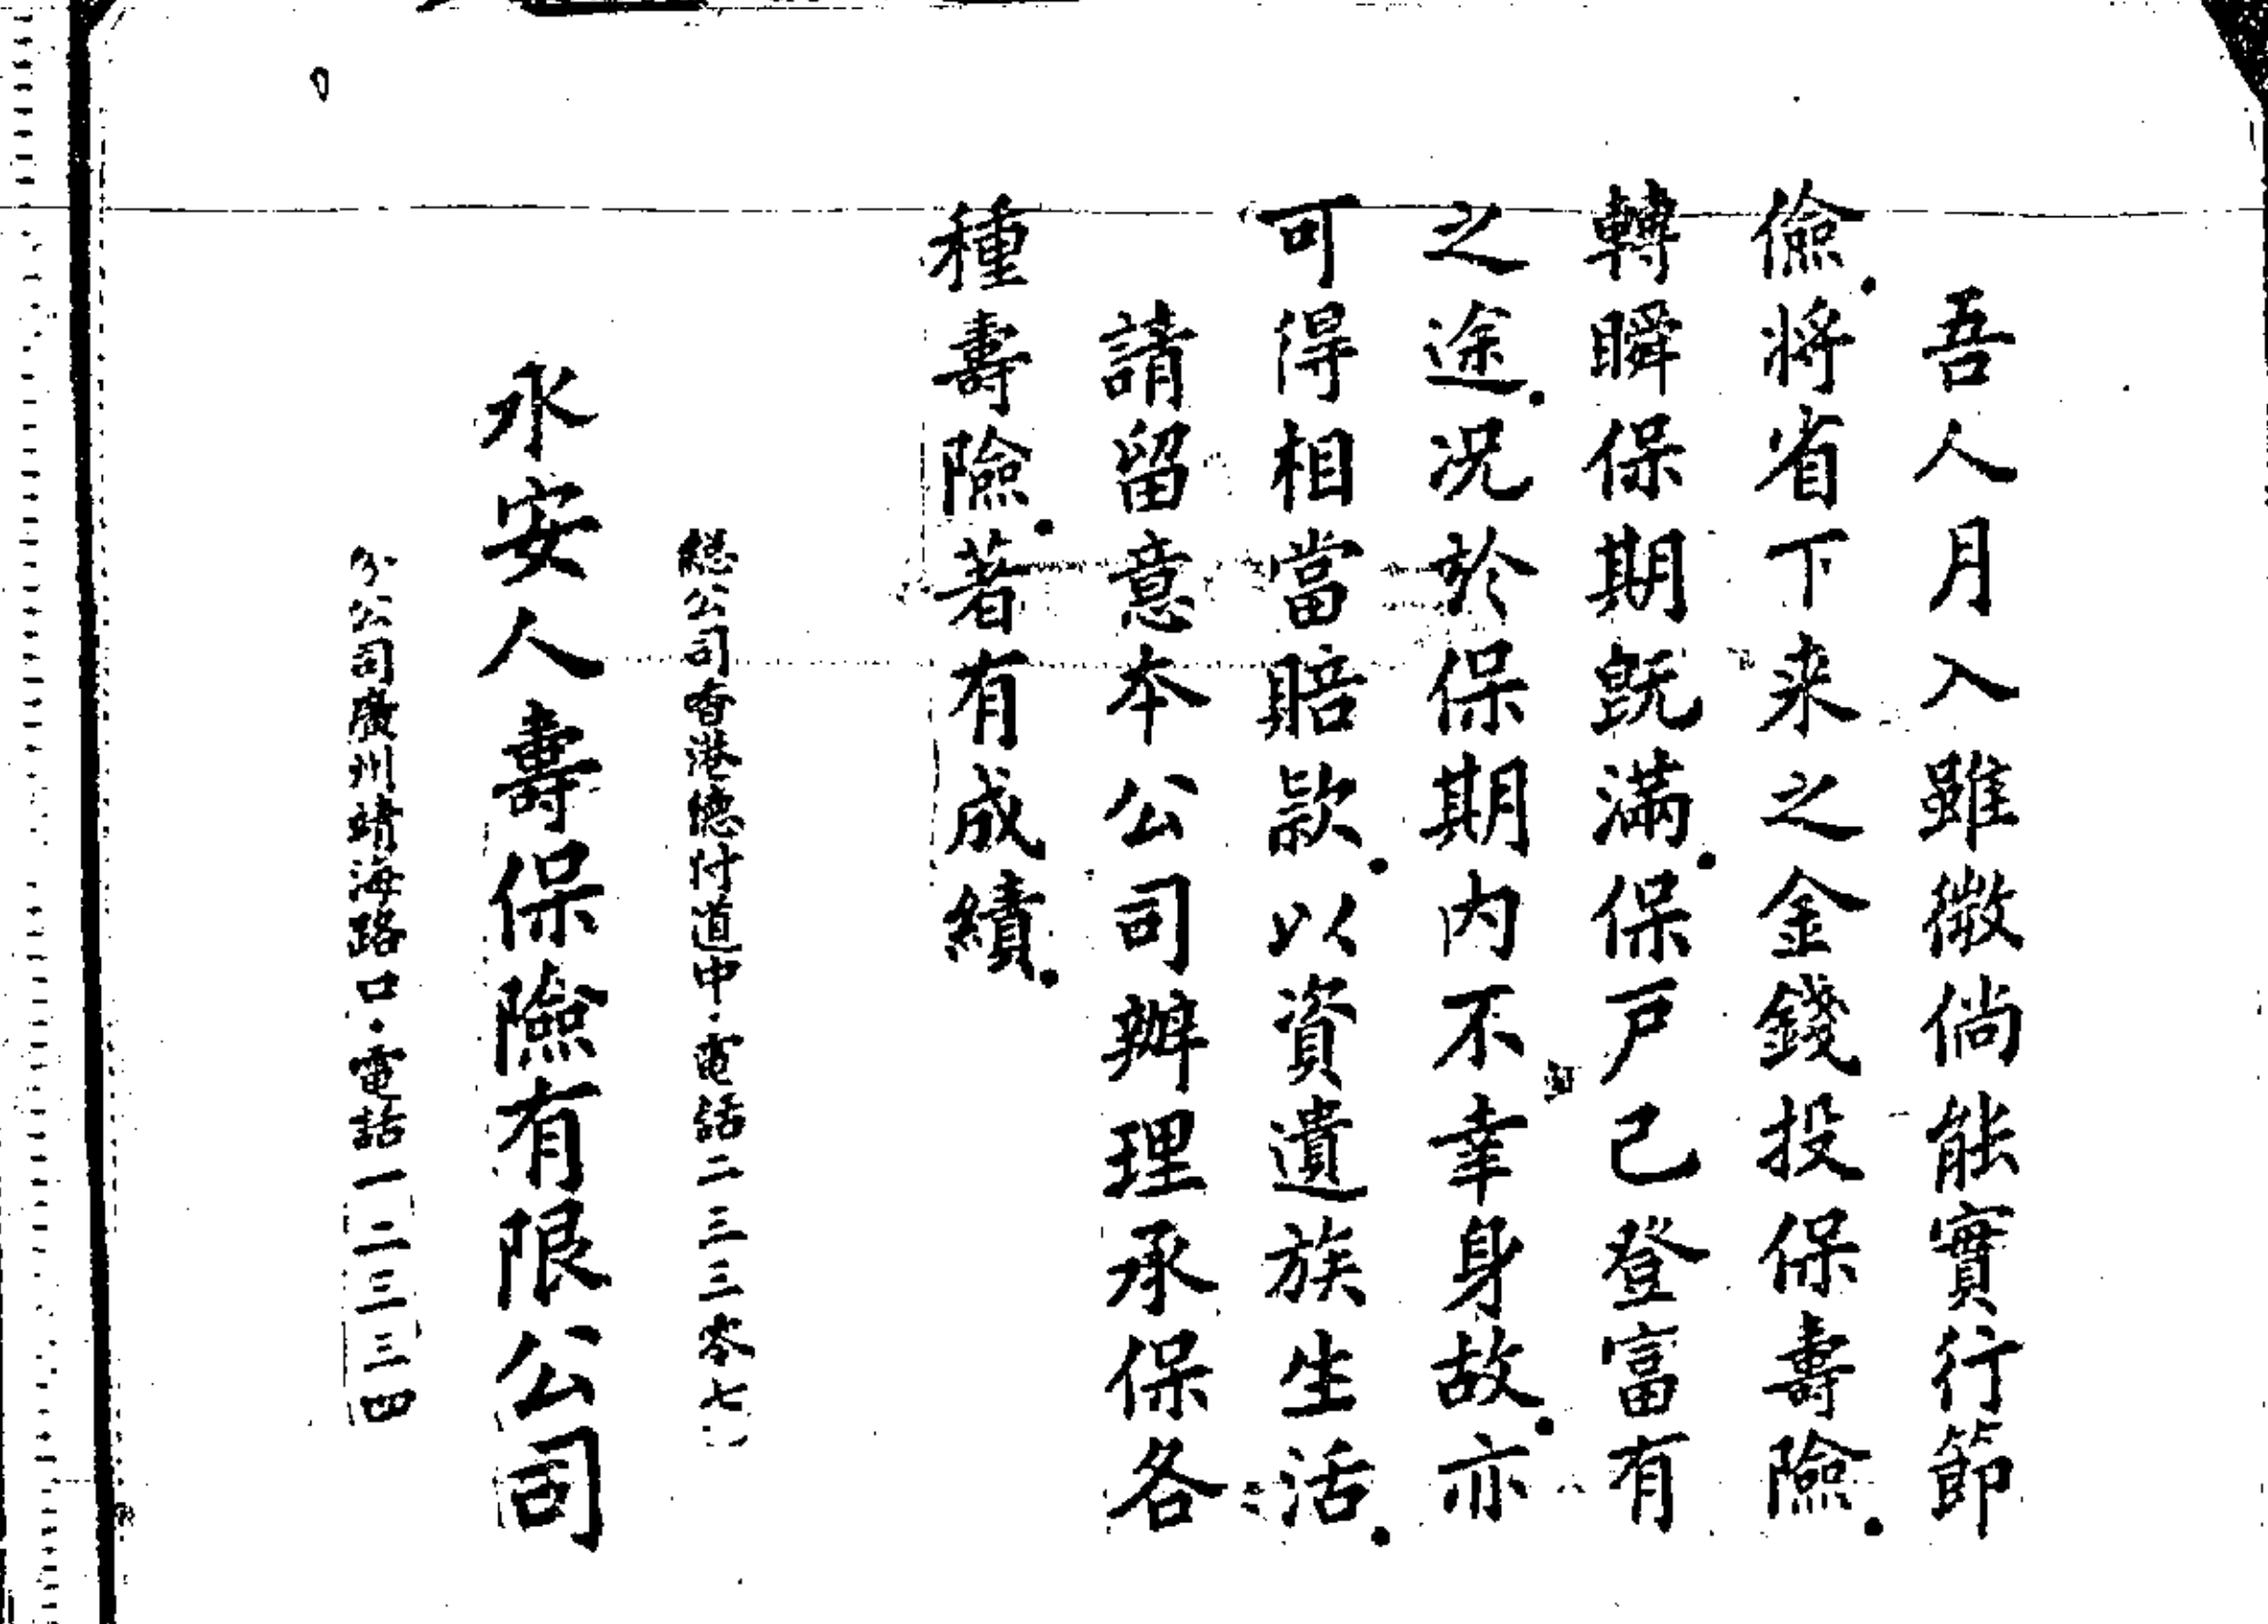 吾人月入雖微倘能實行節
儉．將省下来之金錢投保壽險．
轉瞬保期既滿．保戶已登富有
之途．况於保期内不幸身故．亦
可得相當賠款．以資遺族生活．
請留意本公司辦理承保各
種壽險．著有成績．
總公司香港德付道中．電話二三三零七
永安人壽保險有限公司
分公司廣州靖海路口．電話一二三三四